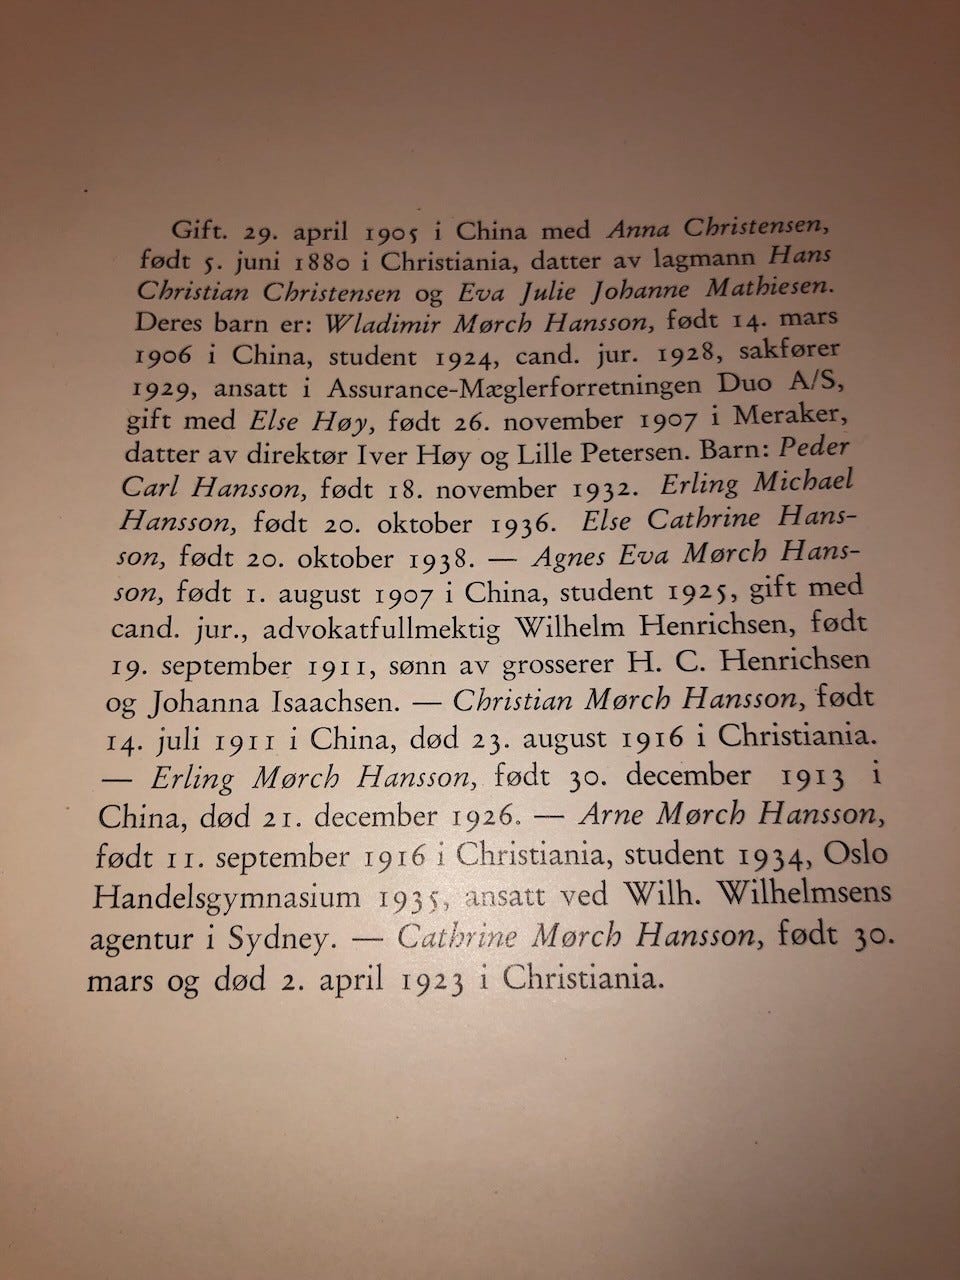 Gift. 29. april 1905 i China med Anna Christensen,
født 5. juni 1880 i Christiania, datter av lagmann Hans
Christian Christensen og Eva Julie Johanne Mathiesen.
Deres barn er: Wladimir Mørch Hansson, født 14. mars
1906 i China, student 1924, cand. jur. 1928, sakfører
1929, ansatt i Assurance-Mæglerforretningen Duo A/S,
gift med Else Høy, født 26. november 1907 i Meraker,
datter av direktør Iver Høy og Lille Petersen. Barn: Peder
Carl Hansson, født 18. november 1932. Erling Michael
Hansson, født 20. oktober 1936. Else Cathrine Hans-
son, født 20. oktober 1938. — Agnes Eva Mørch Hans-
son, født 1. august 1907 i China, student 1925, gift med
cand. jur., advokatfullmektig Wilhelm Henrichsen, født
19. september 1911, sønn av grosserer H. C. Henrichsen
og Johanna Isaachsen. — Christian Mørch Hansson, født
14. juli 1911 i China, død 23. august 1916 i Christiania.
— Erling Mørch Hansson, født 30. december 1913 i
China, død 21. december 1926. — Arne Mørch Hansson,
født 11. september 1916 i Christiania, student 1934, Oslo
Handelsgymnasium 1935, ansatt ved Wilh. Wilhelmsens
agentur i Sydney. — Cathrine Mørch Hansson, født 30.
mars og død 2. april 1923 i Christiania.